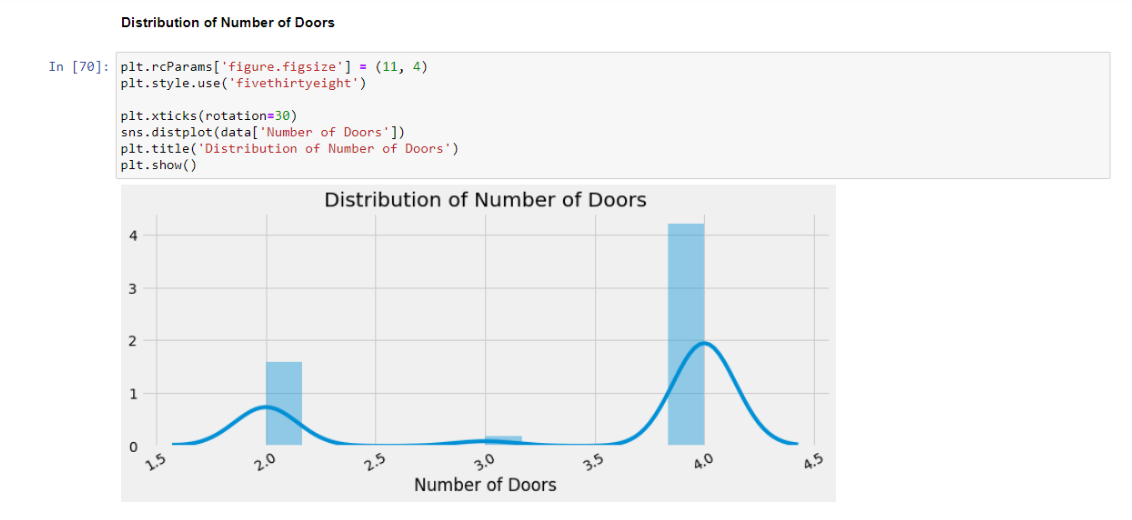 Distribution of Number of Doors
In [70]: plt.rcParams['figure.figsize'] = (11, 4)
plt.style.use('fivethirtyeight')
plt.xticks(rotation=30)
sns.distplot(data['Number of Doors'])
plt.title('Distribution of Number of Doors')
plt.show()
Distribution of Number of Doors
4
3
2
1
0
1.5 2.0 2.5 3.0 3.5 4.0 4.5
Number of Doors